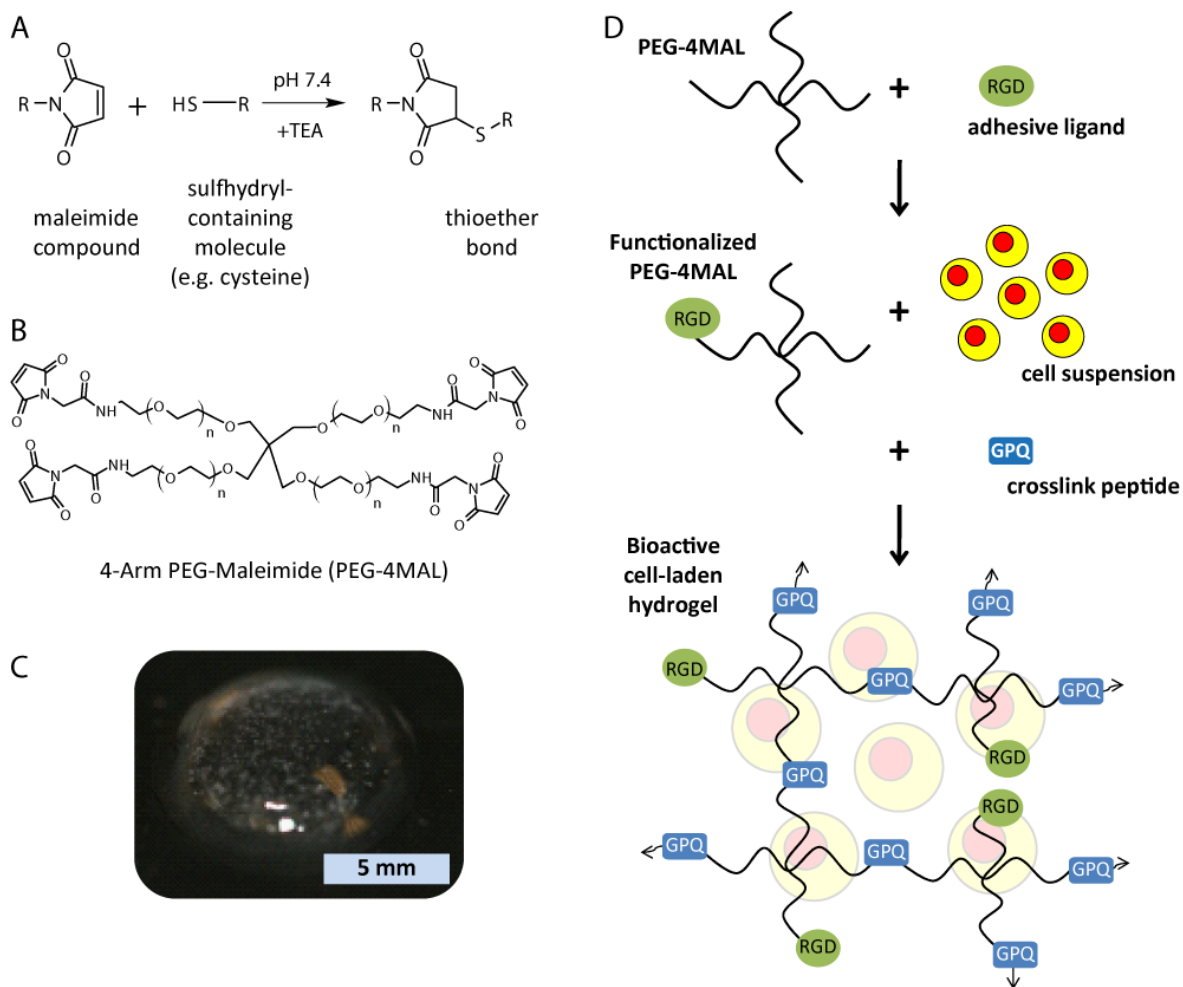 A
O
R
N
O
+
HS
R
pH 7.4
+TEA
O
R
N
O
S
R
maleimide
compound
sulfhydryl-
containing
molecule
(e.g. cysteine)
thioether
bond
B
O
N
O
O
NH
O
n
O
O
O
n
NH
O
N
O
O
O
N
O
O
NH
O
n
O
O
O
n
NH
O
N
O
O
4-Arm PEG-Maleimide (PEG-4MAL)
C
5 mm
D
PEG-4MAL
+
RGD
adhesive ligand
Functionalized
PEG-4MAL
RGD
+
cell suspension
+
GPQ
crosslink peptide
Bioactive
cell-laden
hydrogel
GPQ
GPQ
RGD
GPQ
GPQ
RGD
GPQ
RGD
GPQ
GPQ
GPQ
RGD
GPQ